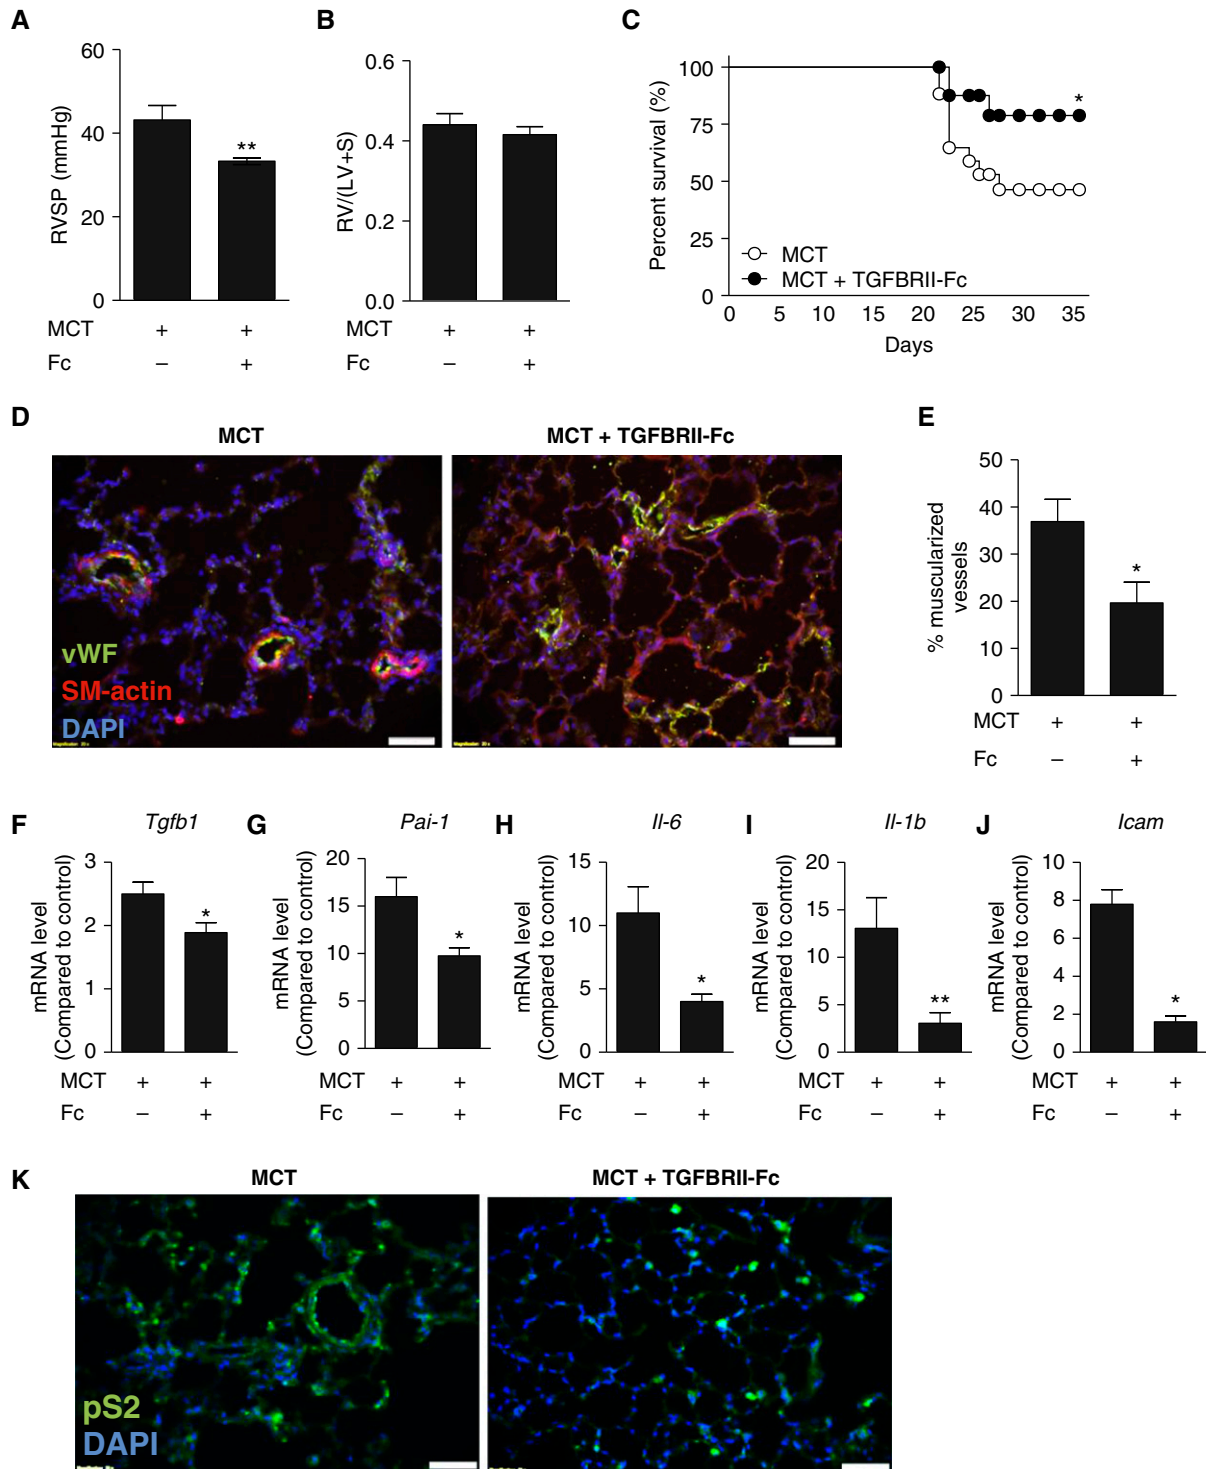 A
60
40
20
0
RVSP (mmHg)
**
MCT + +
Fc – +
B
0.6
0.4
0.2
0.0
RV/(LV+S)
MCT + +
Fc – +
C
100
75
50
25
0
Percent survival (%)
*
MCT
MCT + TGFBRII-Fc
0 5 10 15 20 25 30 35
Days
D
MCT
MCT + TGFBRII-Fc
vWF
SM-actin
DAPI
E
50
40
30
20
10
0
% muscularized
vessels
*
MCT + +
Fc – +
F
Tgfb1
3
2
1
0
mRNA level
(Compared to control)
*
MCT + +
Fc – +
G
Pai-1
20
15
10
5
0
mRNA level
(Compared to control)
*
MCT + +
Fc – +
H
Il-6
15
10
5
0
mRNA level
(Compared to control)
*
MCT + +
Fc – +
I
Il-1b
20
15
10
5
0
mRNA level
(Compared to control)
**
MCT + +
Fc – +
J
Icam
10
8
6
4
2
0
mRNA level
(Compared to control)
*
MCT + +
Fc – +
K
MCT
MCT + TGFBRII-Fc
pS2
DAPI